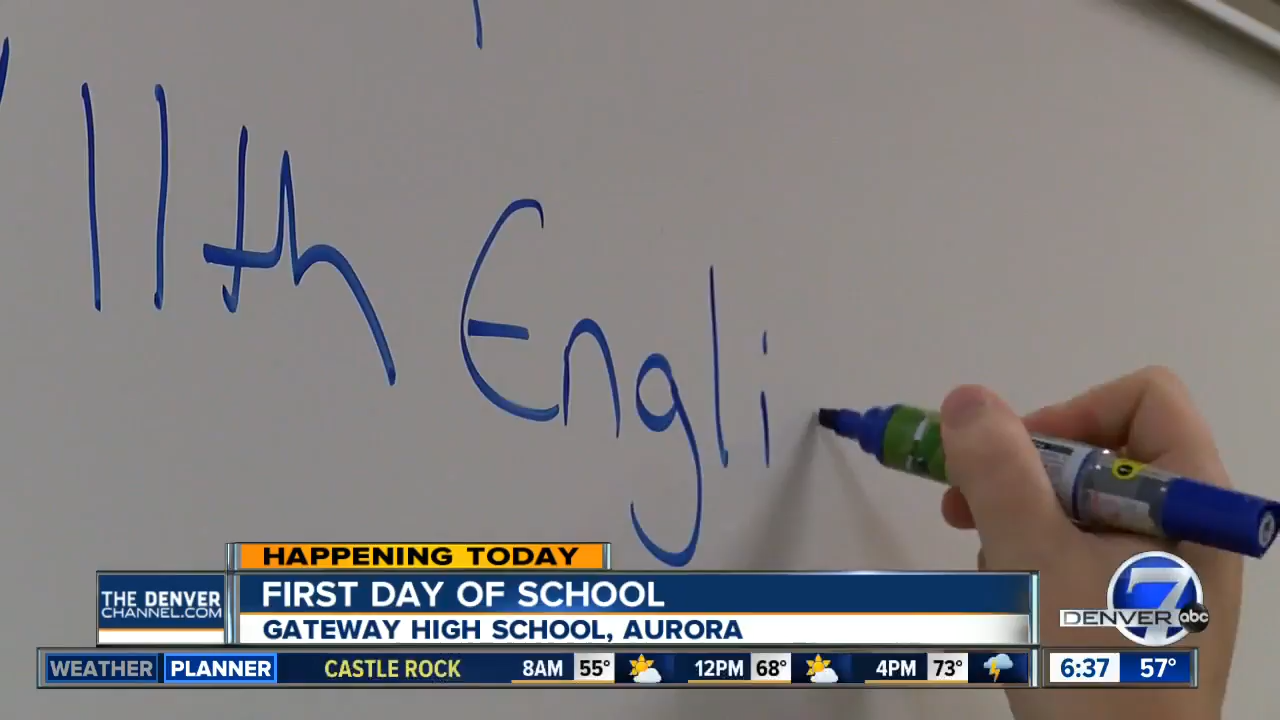 11th Engli
HAPPENING TODAY
THE DENVER
CHANNEL.COM
FIRST DAY OF SCHOOL
GATEWAY HIGH SCHOOL, AURORA
DENVER 7 abc
WEATHER PLANNER CASTLE ROCK 8AM 55° 12PM 68° 4PM 73° 6:37 57°